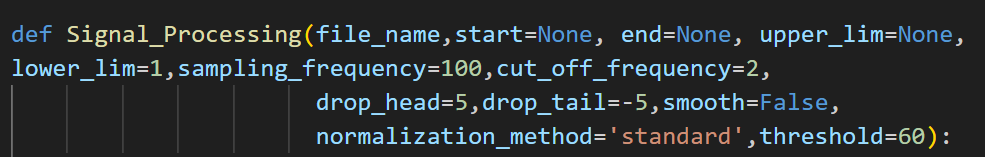 def Signal_Processing(file_name,start=None, end=None, upper_lim=None,
lower_lim=1,sampling_frequency=100,cut_off_frequency=2,
drop_head=5,drop_tail=-5,smooth=False,
normalization_method='standard',threshold=60):